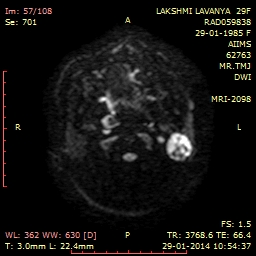 Im: 57/108
Se: 701
A
LAKSHMI LAVANYA 29F
RAD059838
29-01-1985 F
AIIMS
62763
MR.TMJ
DWI
MRI-2098
R
L
WL: 362 WW: 630 [D]
T: 3.0mm L: 22.4mm
P
FS: 1.5
TR: 3768.6 TE: 66.4
29-01-2014 10:54:37